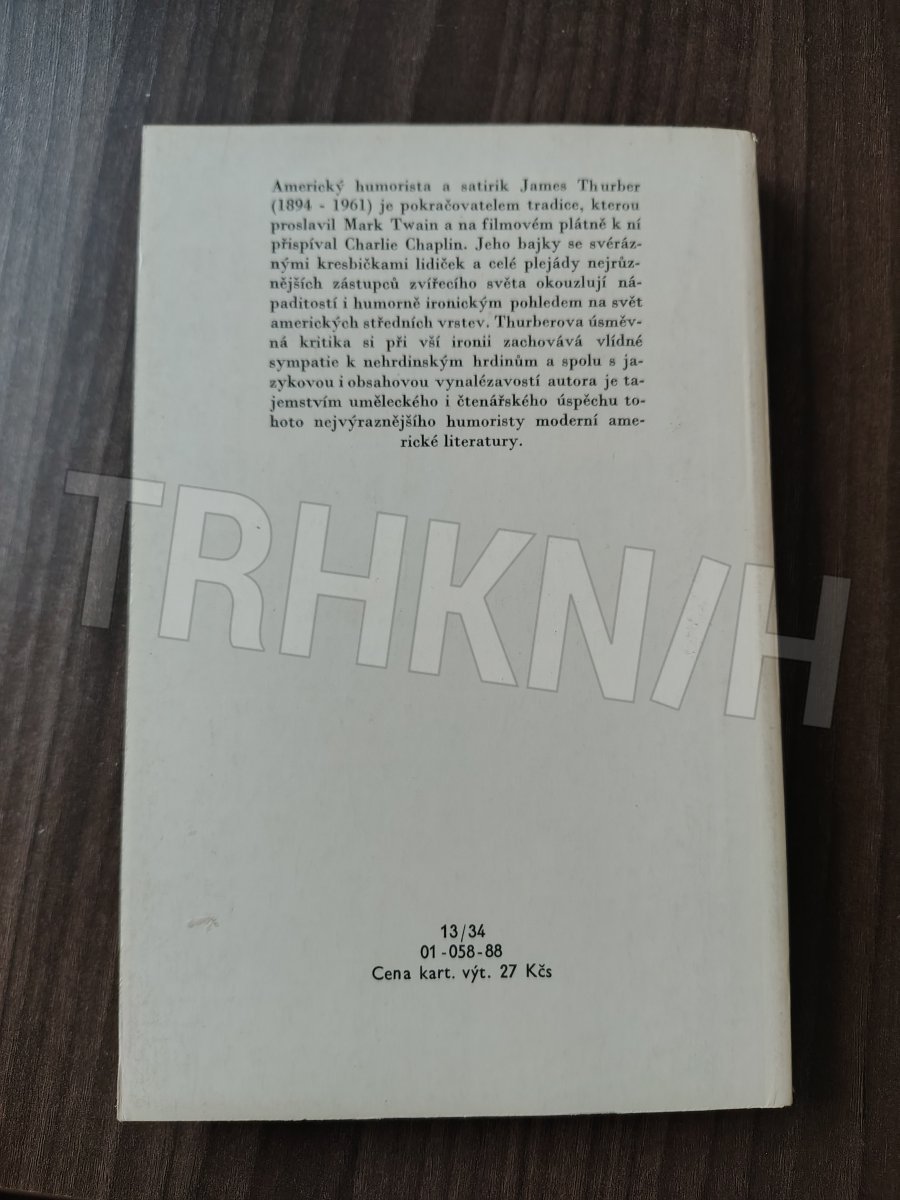 Americký humorista a satirik James Thurber
(1894 - 1961) je pokračovatelem tradice, kterou
proslavil Mark Twain a na filmovém plátně k ní
přispíval Charlie Chaplin. Jeho bajky se svéráz-
nými kresbičkami lidiček a celé plejády nejrůz-
nějších zástupců zvířecího světa okouzlují ná-
paditostí i humorně ironickým pohledem na svět
amerických středních vrstev. Thurberova úsměv-
ná kritika si při vší ironii zachovává vlídné
sympatie k nehrdinským hrdinům a spolu s ja-
zykovou i obsahovou vynalézavostí autora je ta-
jemstvím uměleckého i čtenářského úspěchu to-
hoto nejvýraznějšího humoristy moderní ame-
rické literatury.
TRHKN/H
13/34
01-058-88
Cena kart. výt. 27 Kčs